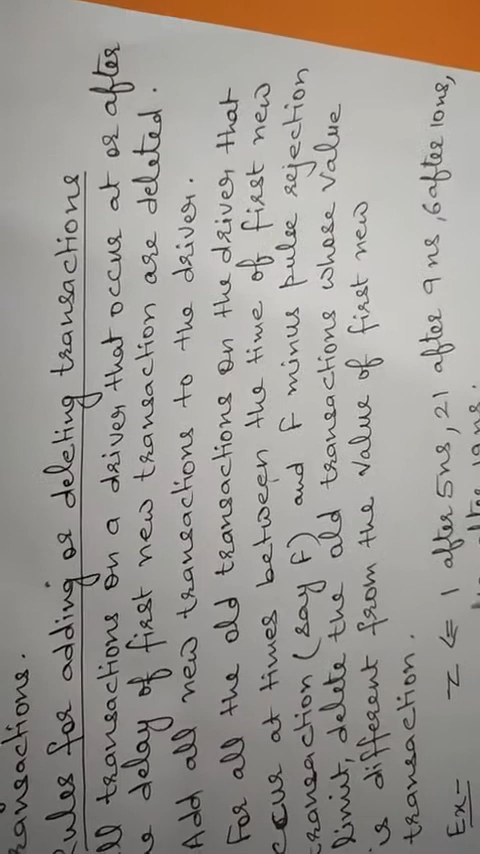 ransactions.
Rules for adding or deleting transactions
ll transactions on a driver that occur at or after
e delay of first new transaction are deleted.
Add all new transactions to the driver.
For all the old transactions on the driver that
occur at times between the time of first new
transaction (say F) and F minus pulse rejection
limit, delete the old transactions whose value
is different from the value of first new
transaction.
Ex- Z <= 1 after 5ns, 21 after 9 ns, 6 after 10ns,
after 19ns.